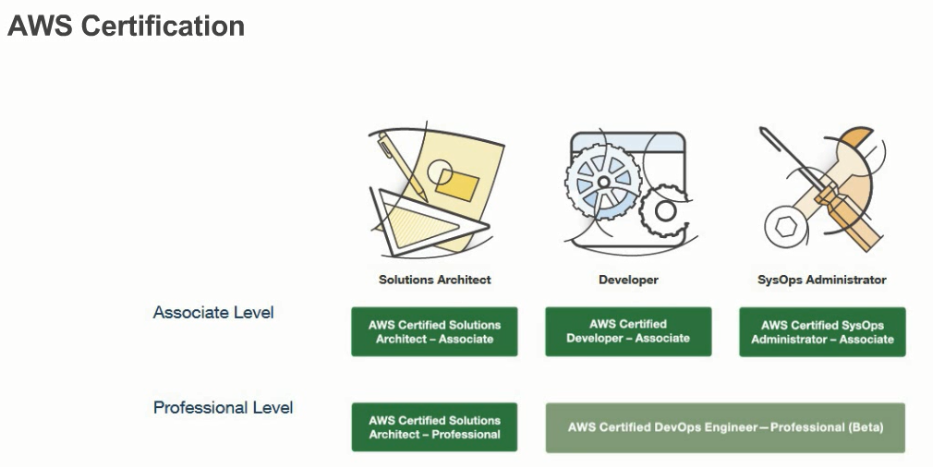 AWS Certification
Solutions Architect
Developer
SysOps Administrator
Associate Level
AWS Certified Solutions
Architect – Associate
AWS Certified
Developer – Associate
AWS Certified SysOps
Administrator – Associate
Professional Level
AWS Certified Solutions
Architect – Professional
AWS Certified DevOps Engineer—Professional (Beta)